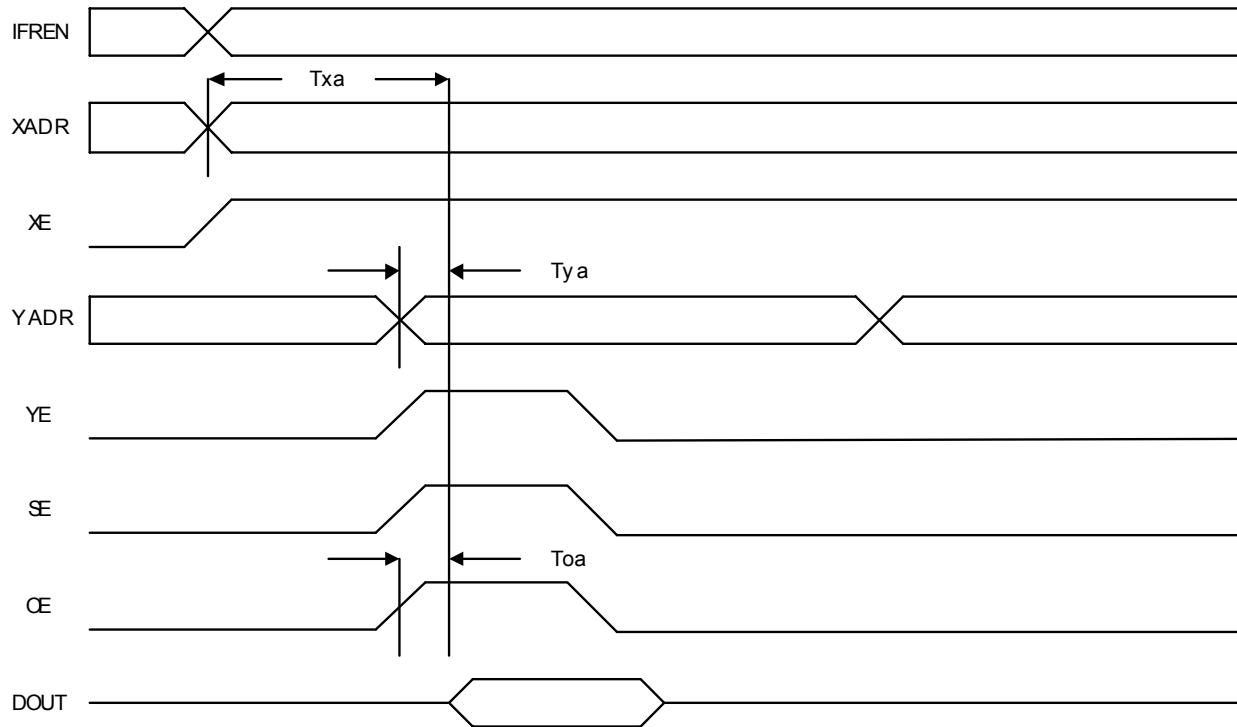 IFREN
Txa
XADR
XE
Tya
YADR
YE
SE
Toa
OE
DOUT